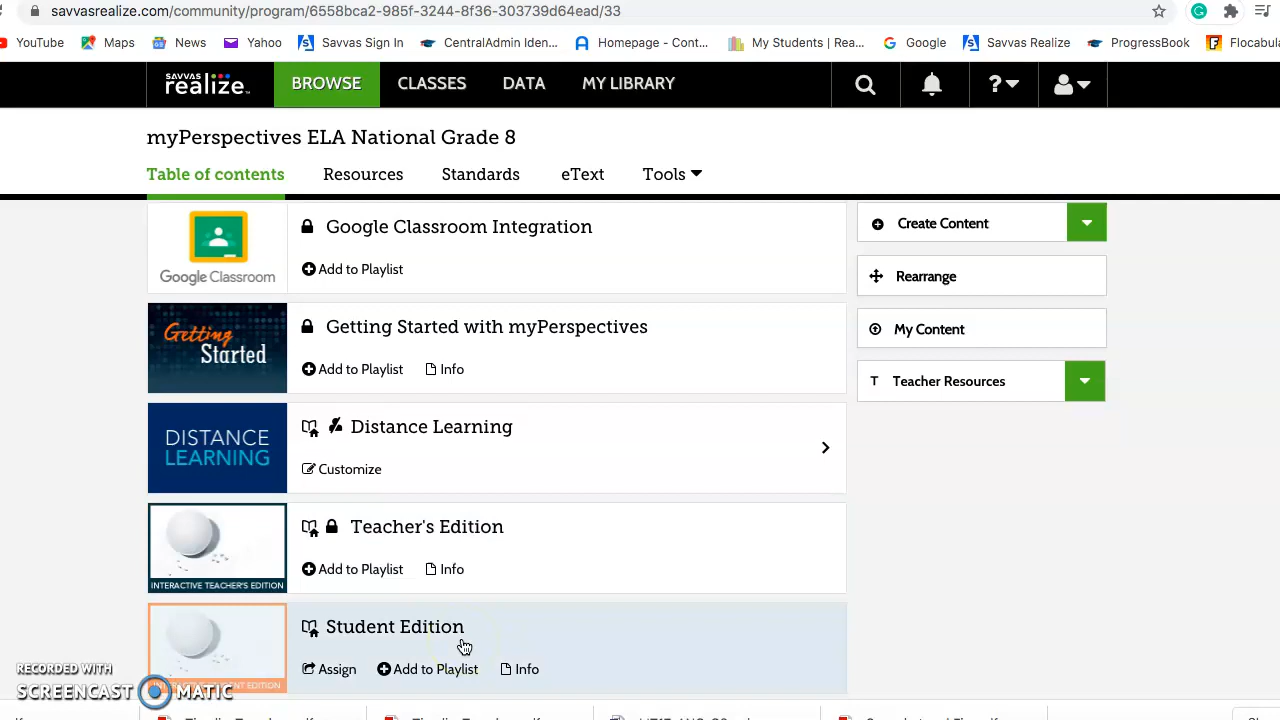 savvasrealize.com/community/program/6558bca2-985f-3244-8f36-303739d64ead/33
YouTube Maps News Yahoo Savvas Sign In CentralAdmin Iden... Homepage - Cont... My Students | Rea... Google Savvas Realize ProgressBook Flocabula
SAVVAS realize. BROWSE CLASSES DATA MY LIBRARY ?
myPerspectives ELA National Grade 8
Table of contents Resources Standards eText Tools
Google Classroom
Google Classroom Integration
Add to Playlist
Create Content
Rearrange
Getting Started
Getting Started with myPerspectives
Add to Playlist Info
My Content
T Teacher Resources
DISTANCE LEARNING
Distance Learning
Customize
INTERACTIVE TEACHER'S EDITION
Teacher's Edition
Add to Playlist Info
INTERACTIVE STUDENT EDITION
Student Edition
Assign Add to Playlist Info
RECORDED WITH
SCREENCAST MATIC